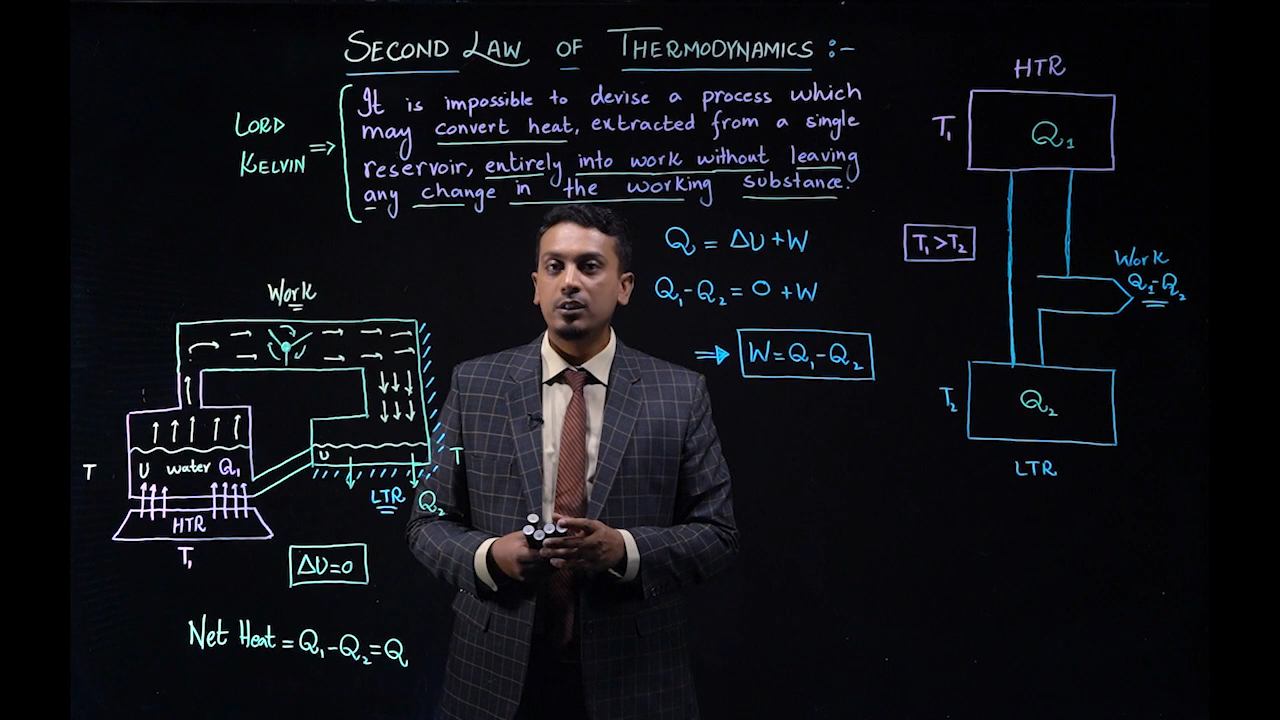 SECOND LAW OF THERMODYNAMICS :-
LORD
KELVIN ⇒
It is impossible to devise a process which
may convert heat, extracted from a single
reservoir, entirely into work without leaving
any change in the working substance.
Q = ΔU + W
Q₁-Q₂ = 0 + W
⇒ W = Q₁-Q₂
HTR
T₁
Q₁
T₁ > T₂
Work
Q₁-Q₂
T₂
Q₂
LTR
Work
T
U water Q₁
HTR
T₁
U
T
LTR
Q₂
ΔU=0
Net Heat = Q₁-Q₂ = Q